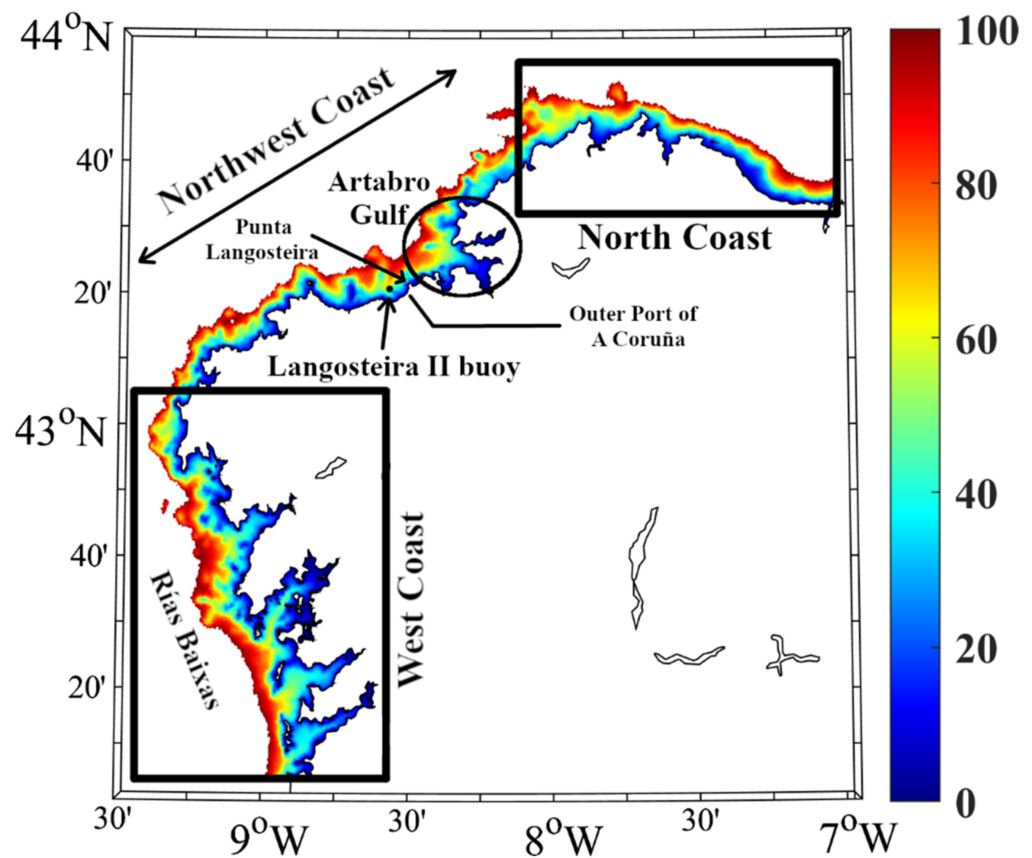 44°N
100
Northwest Coast
40'
Artabro
Gulf
80
Punta
Langosteira
North Coast
20'
Outer Port of
A Coruña
60
Langosteira II buoy
43°N
40
West Coast
40'
Rías Baixas
20
20'
0
30'
9°W
30'
8°W
30'
7°W